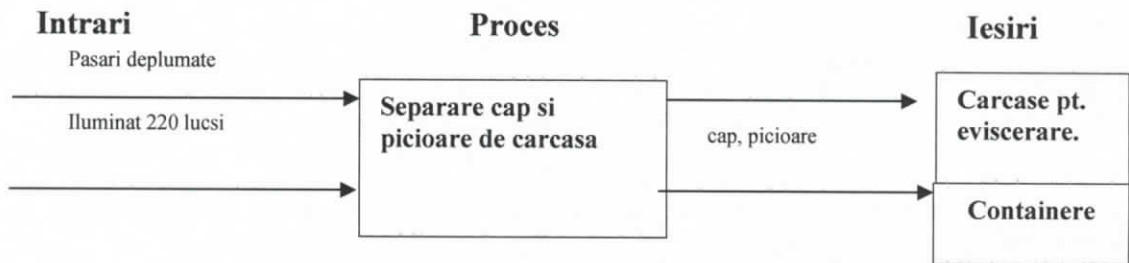 Intrari
Proces
Iesiri
Pasari deplumate
Iluminat 220 lucsi
Separare cap si
picioare de carcasa
cap, picioare
Carcase pt.
eviscerare.
Containere